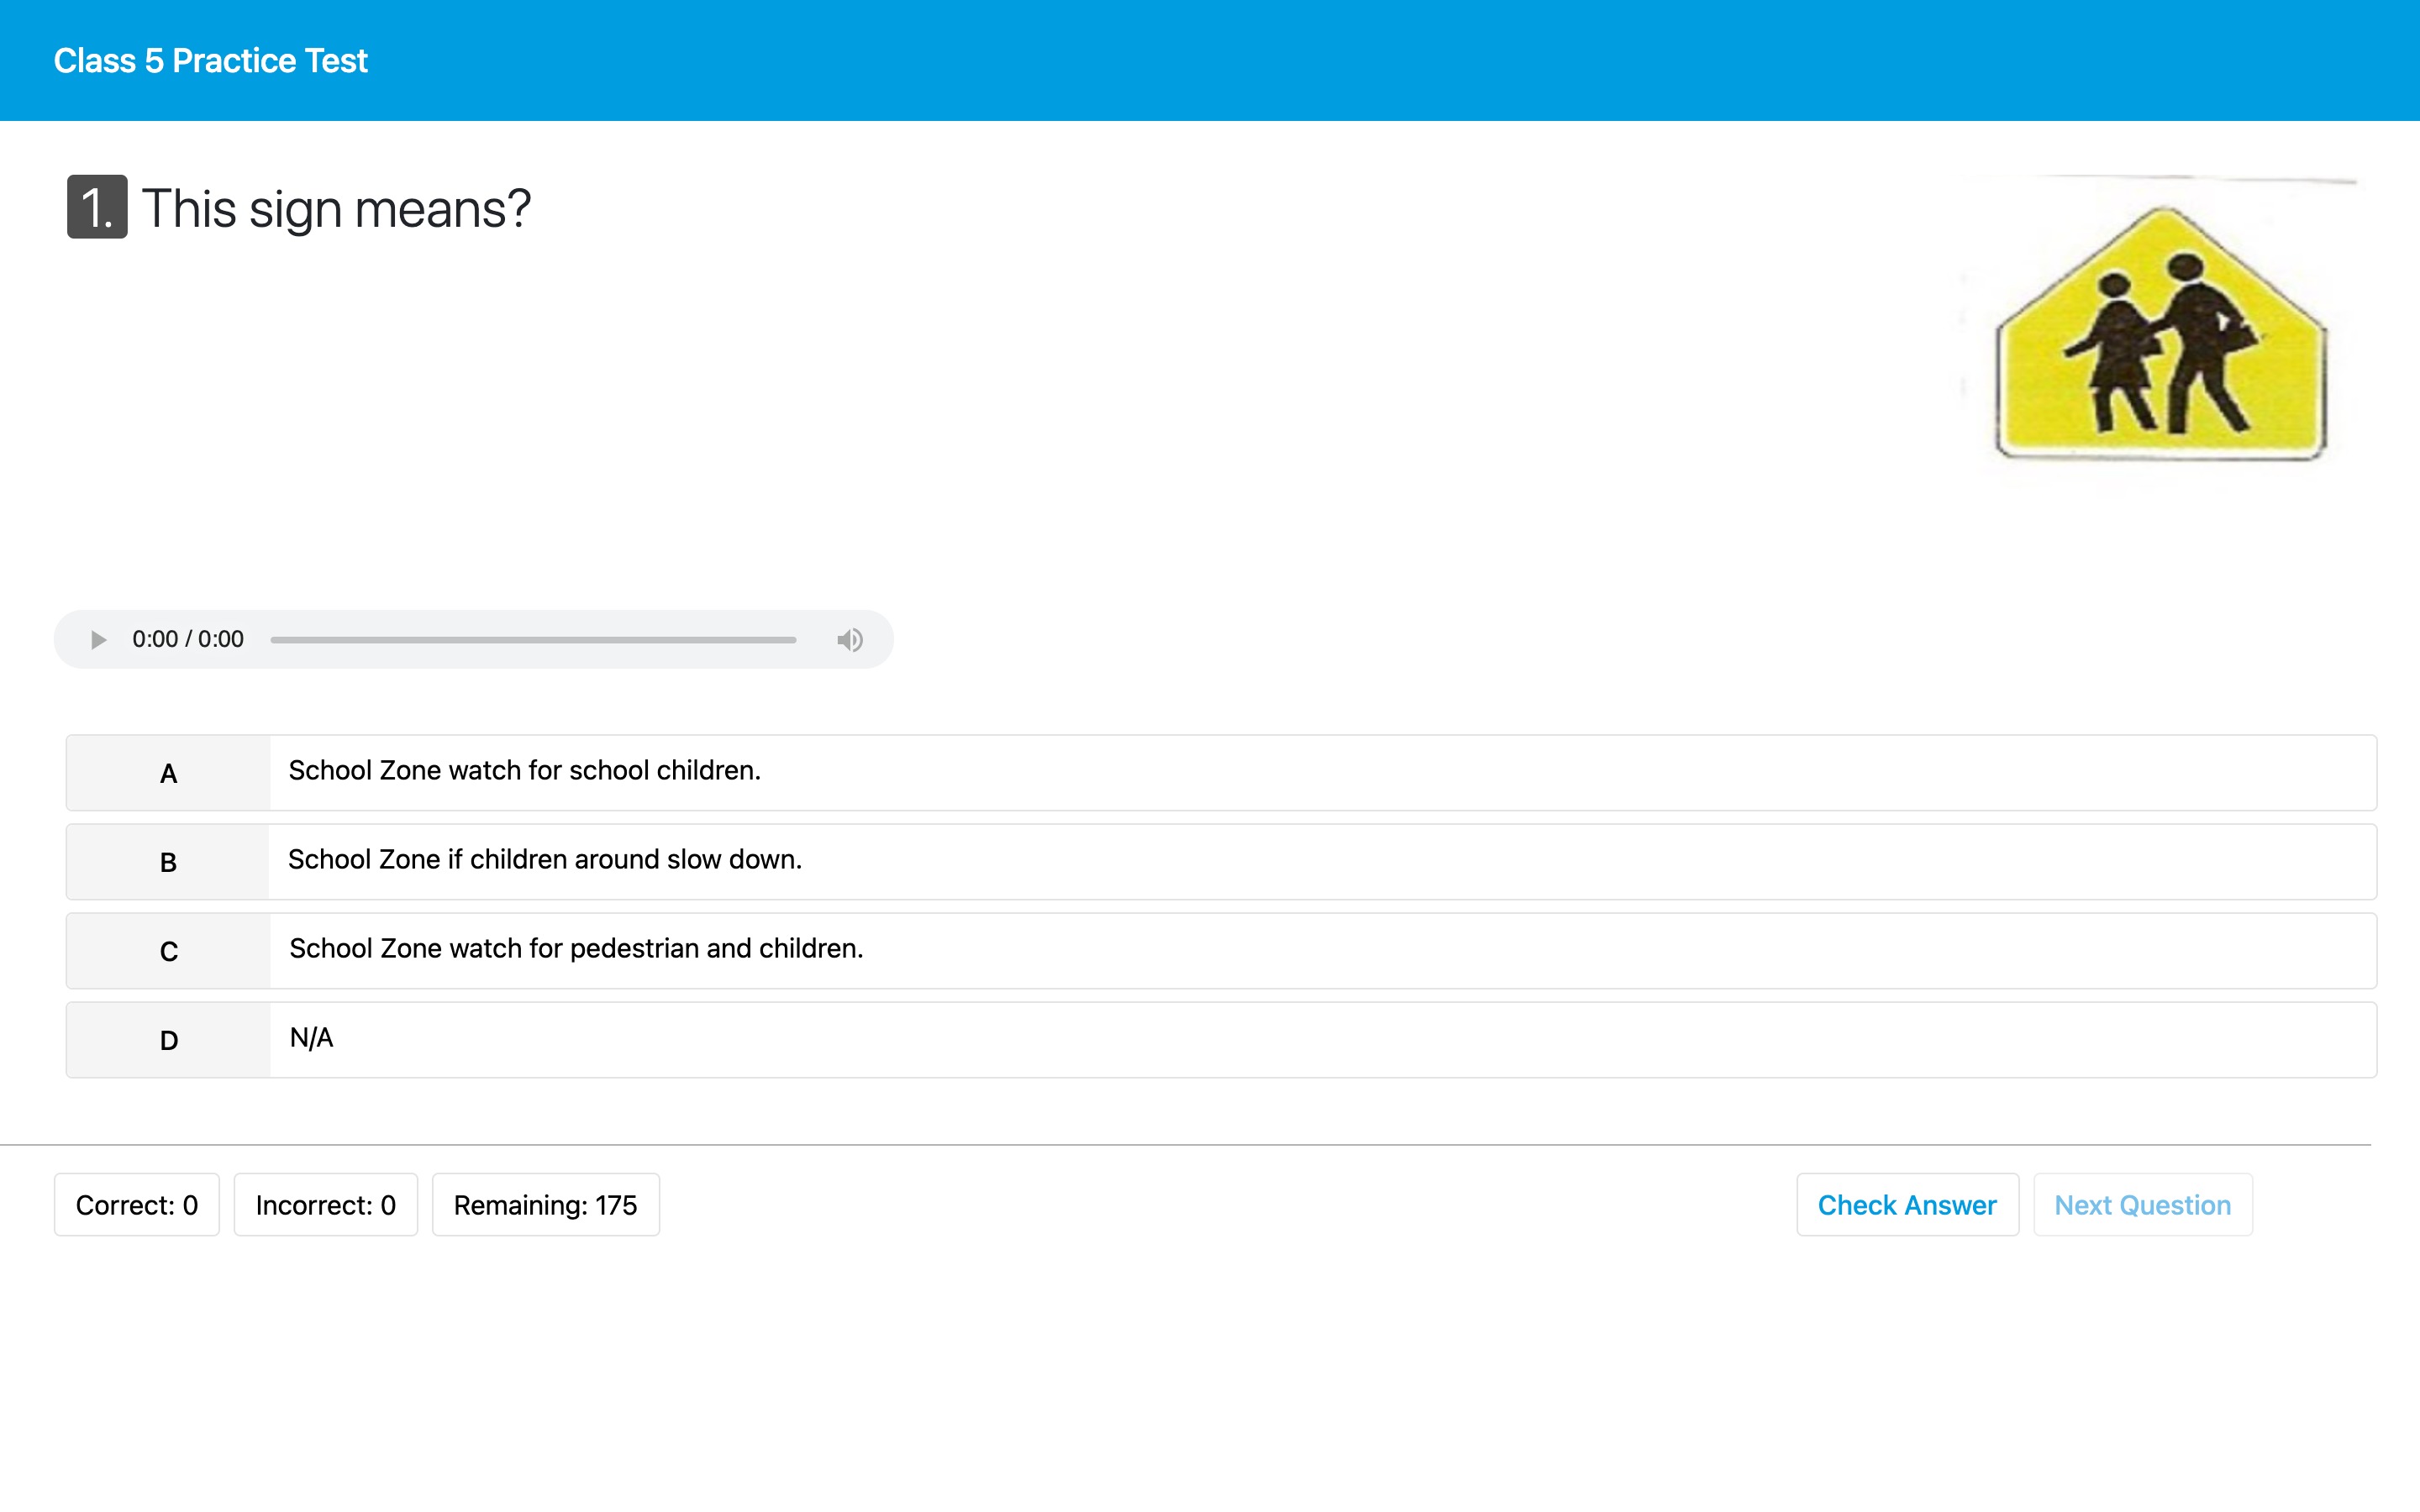 Class 5 Practice Test
1. This sign means?
0:00 / 0:00
A School Zone watch for school children.
B School Zone if children around slow down.
C School Zone watch for pedestrian and children.
D N/A
Correct: 0 Incorrect: 0 Remaining: 175 Check Answer Next Question